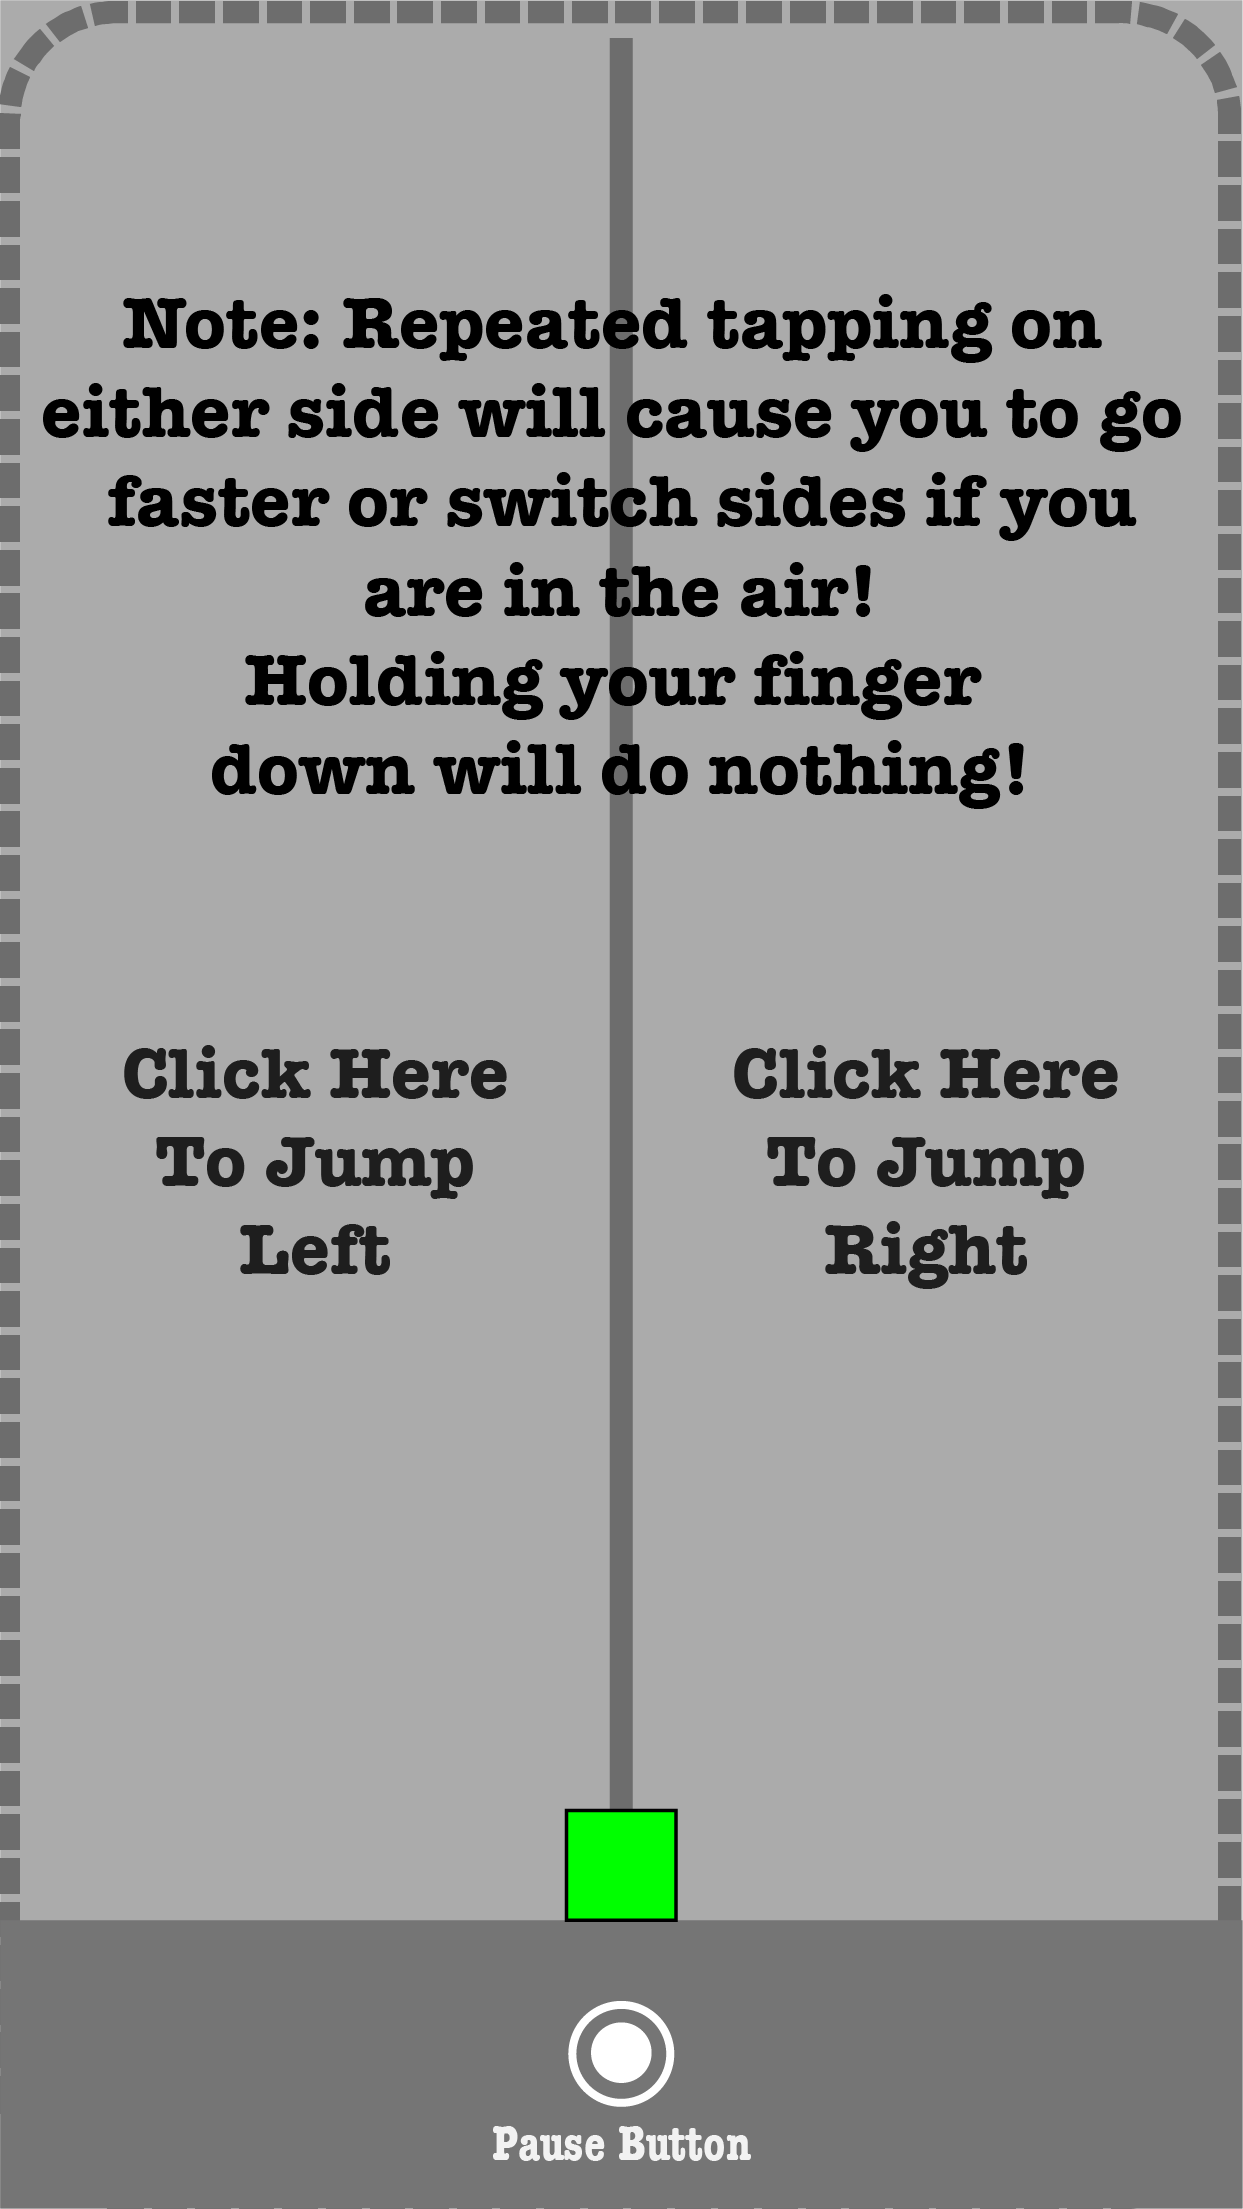 Note: Repeated tapping on
either side will cause you to go
faster or switch sides if you
are in the air!
Holding your finger
down will do nothing!
Click Here
To Jump
Left
Click Here
To Jump
Right
Pause Button